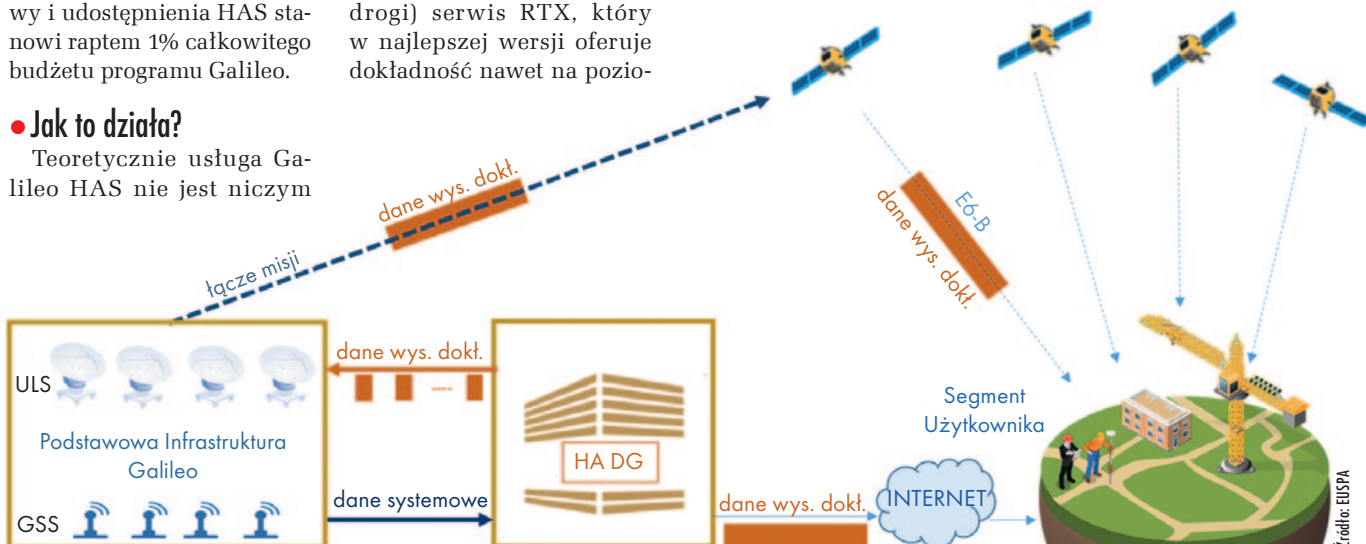 wy i udostępnienia HAS sta-
nowi raptem 1% całkowitego
budżetu programu Galileo.
• Jak to działa?
Teoretycznie usługa Ga-
lileo HAS nie jest niczym
drogi) serwis RTX, który
w najlepszej wersji oferuje
dokładność nawet na pozio-
dane wys. dokł.
łącze misji
E6-B
dane wys. dokł.
ULS
Podstawowa Infrastruktura
Galileo
GSS
dane wys. dokł.
dane systemowe
HA DG
dane wys. dokł.
INTERNET
Segment
Użytkownika
Źródło: EUSPA